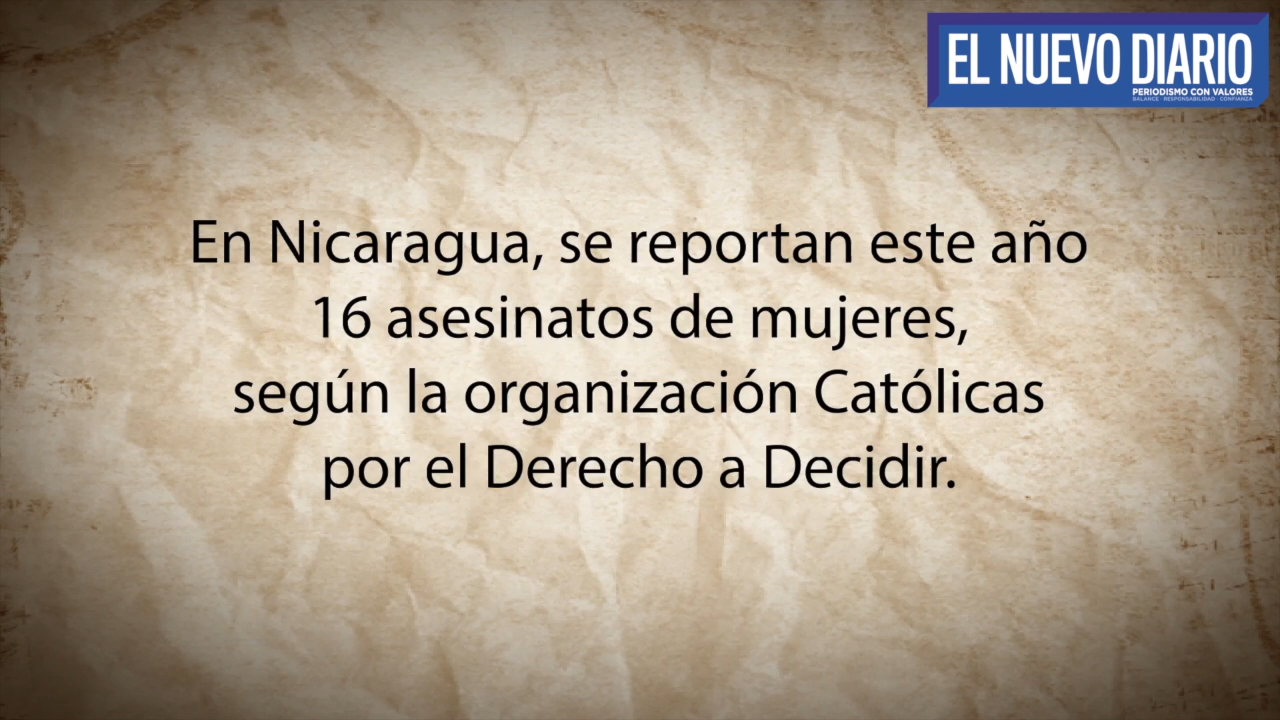 EL NUEVO DIARIO
PERIODISMO CON VALORES
BALANCE · RESPONSABILIDAD · CONFIANZA
En Nicaragua, se reportan este año
16 asesinatos de mujeres,
según la organización Católicas
por el Derecho a Decidir.